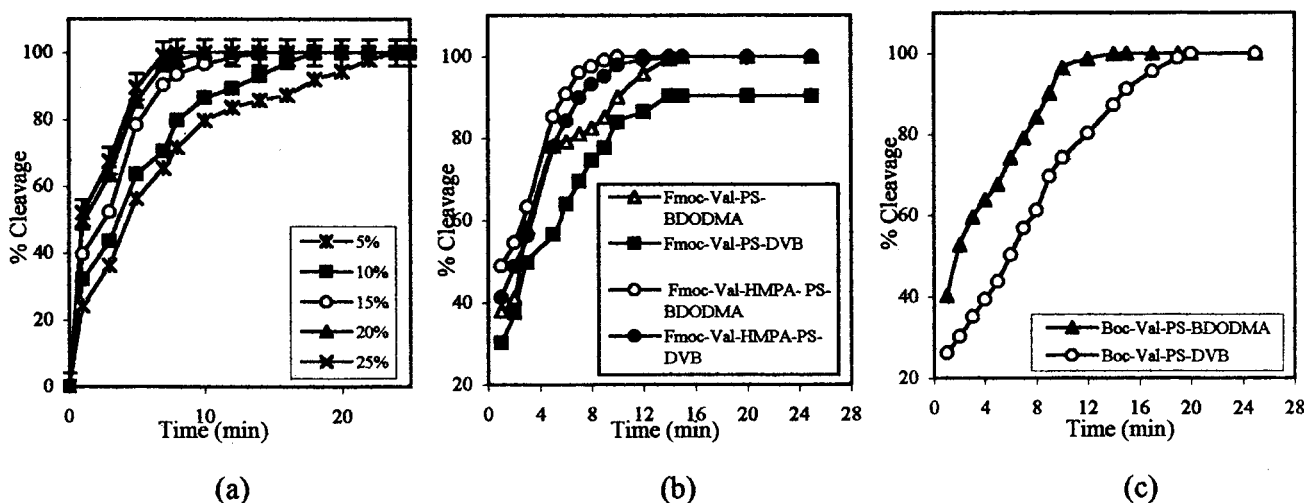 % Cleavage
100
80
60
40
20
0
0
10
20
Time (min)
5%
10%
15%
20%
25%
(a)
% Cleavage
100
80
60
40
20
0
4
8
12
16
20
24
28
Time (min)
Fmoc-Val-PS-
BDODMA
Fmoc-Val-PS-DVB
Fmoc-Val-HMPA- PS-
BDODMA
Fmoc-Val-HMPA-PS-
DVB
(b)
% Cleavage
100
80
60
40
20
0
4
8
12
16
20
24
28
Time (min)
Boc-Val-PS-BDODMA
Boc-Val-PS-DVB
(c)